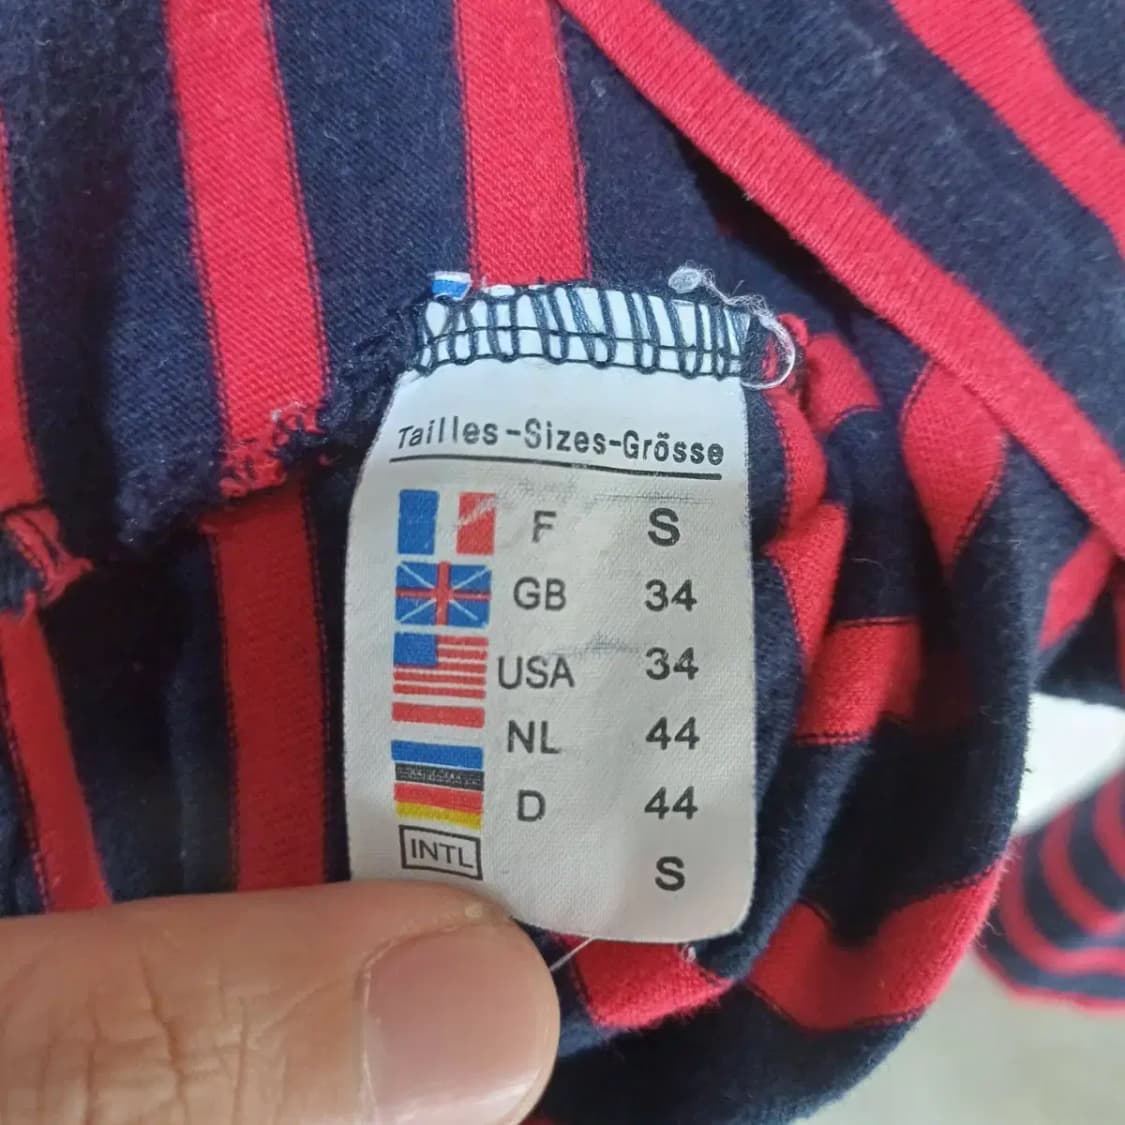 Tailles-Sizes-Grösse
F S
GB 34
USA 34
NL 44
D 44
INTL S